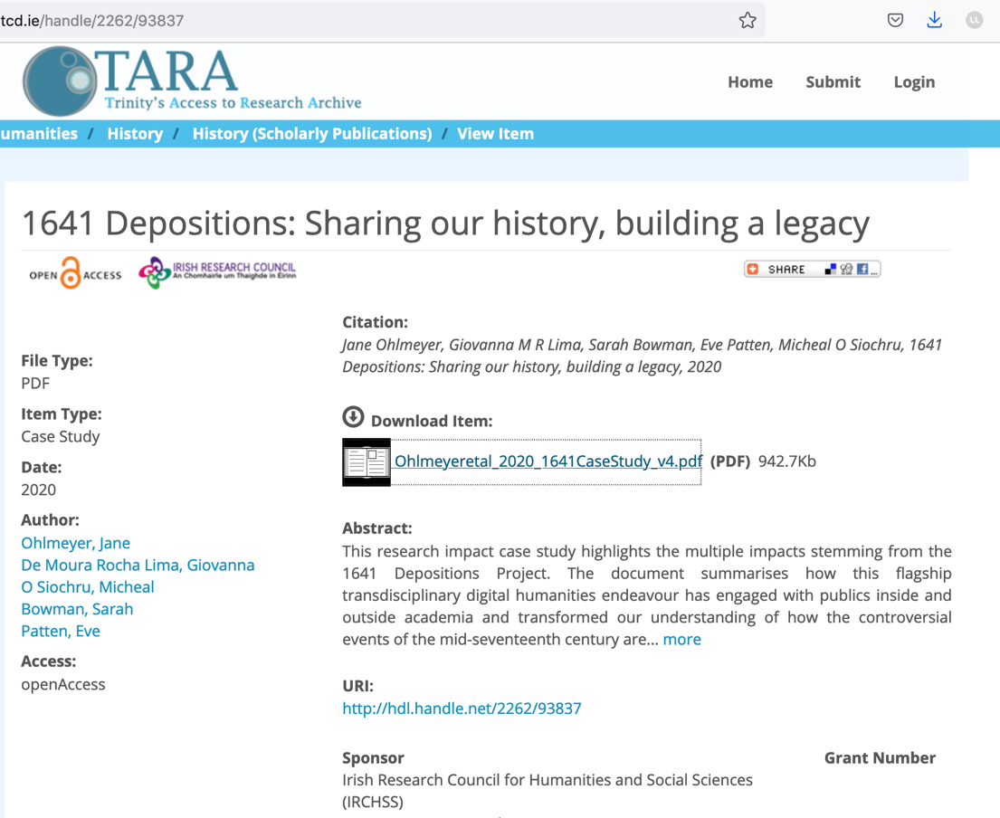 tcd.ie/handle/2262/93837
TARA
Trinity's Access to Research Archive
Home Submit Login
umanities / History / History (Scholarly Publications) / View Item
1641 Depositions: Sharing our history, building a legacy
OPEN ACCESS
IRISH RESEARCH COUNCIL
An Chomhairle um Thaighde in Éirinn
SHARE ...
Citation:
Jane Ohlmeyer, Giovanna M R Lima, Sarah Bowman, Eve Patten, Micheal O Siochru, 1641
Depositions: Sharing our history, building a legacy, 2020
Download Item:
Ohlmeyeretal_2020_1641CaseStudy_v4.pdf (PDF) 942.7Kb
Abstract:
This research impact case study highlights the multiple impacts stemming from the
1641 Depositions Project. The document summarises how this flagship
transdisciplinary digital humanities endeavour has engaged with publics inside and
outside academia and transformed our understanding of how the controversial
events of the mid-seventeenth century are... more
URI:
http://hdl.handle.net/2262/93837
Sponsor Grant Number
Irish Research Council for Humanities and Social Sciences
(IRCHSS)
File Type:
PDF
Item Type:
Case Study
Date:
2020
Author:
Ohlmeyer, Jane
De Moura Rocha Lima, Giovanna
O Siochru, Micheal
Bowman, Sarah
Patten, Eve
Access:
openAccess